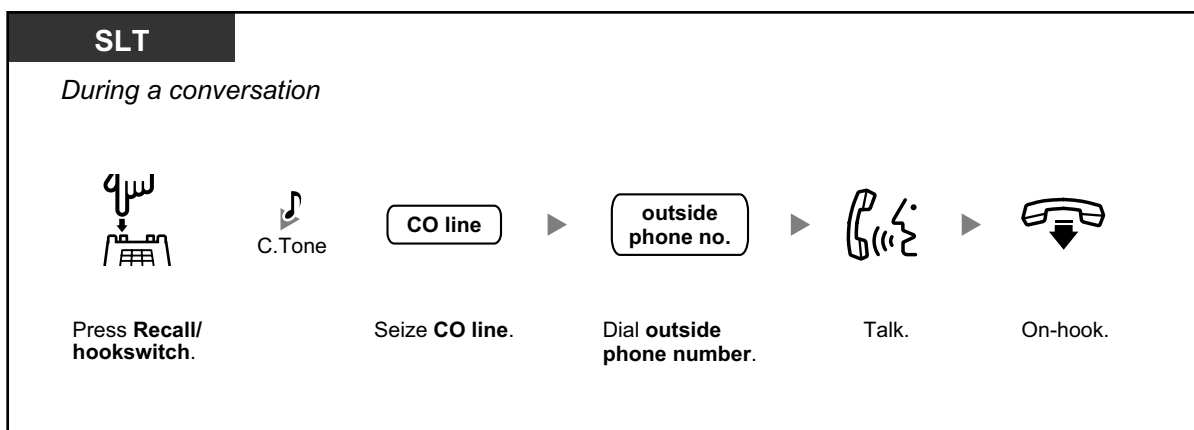 SLT
During a conversation
C.Tone
CO line
outside
phone no.
Press Recall/
hookswitch.
Seize CO line.
Dial outside
phone number.
Talk.
On-hook.